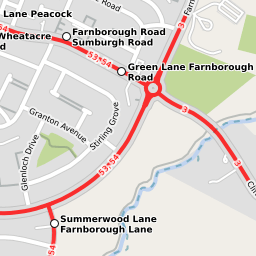 Lane Peacock
Farnborough Road
Sumburgh Road
Wheatacre
Green Lane Farnborough
Road
53·54
3
Granton Avenue
Stirling Grove
Glenloch Drive
53·54
3
Summerwood Lane
Farnborough Lane